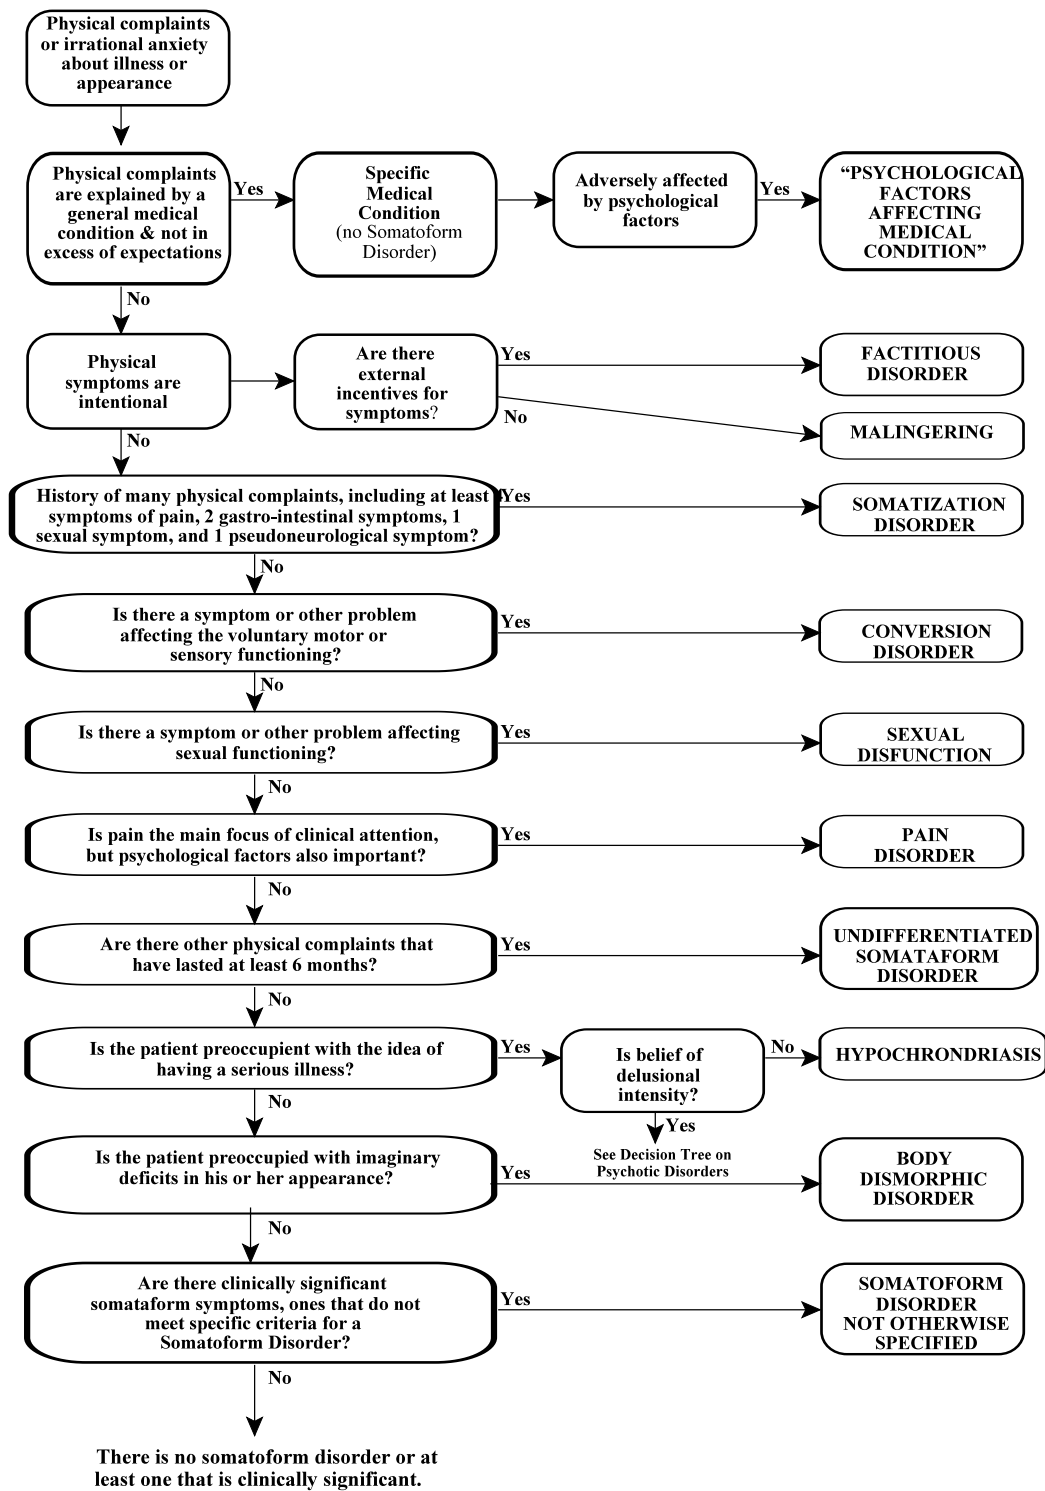 Physical complaints
or irrational anxiety
about illness or
appearance
Physical complaints
are explained by a
general medical
condition & not in
excess of expectations
Yes
Specific
Medical
Condition
(no Somatoform
Disorder)
Adversely affected
by psychological
factors
Yes
“PSYCHOLOGICAL
FACTORS
AFFECTING
MEDICAL
CONDITION”
No
Physical
symptoms are
intentional
Are there
external
incentives for
symptoms?
Yes
FACTITIOUS
DISORDER
No
MALINGERING
No
History of many physical complaints, including at least
symptoms of pain, 2 gastro-intestinal symptoms, 1
sexual symptom, and 1 pseudoneurological symptom?
Yes
SOMATIZATION
DISORDER
No
Is there a symptom or other problem
affecting the voluntary motor or
sensory functioning?
Yes
CONVERSION
DISORDER
No
Is there a symptom or other problem affecting
sexual functioning?
Yes
SEXUAL
DISFUNCTION
No
Is pain the main focus of clinical attention,
but psychological factors also important?
Yes
PAIN
DISORDER
No
Are there other physical complaints that
have lasted at least 6 months?
Yes
UNDIFFERENTIATED
SOMATAFORM
DISORDER
No
Is the patient preoccupient with the idea of
having a serious illness?
Yes
Is belief of
delusional
intensity?
No
HYPOCHRONDRIASIS
Yes
See Decision Tree on
Psychotic Disorders
No
Is the patient preoccupied with imaginary
deficits in his or her appearance?
Yes
BODY
DISMORPHIC
DISORDER
No
Are there clinically significant
somataform symptoms, ones that do not
meet specific criteria for a
Somatoform Disorder?
Yes
SOMATOFORM
DISORDER
NOT OTHERWISE
SPECIFIED
No
There is no somatoform disorder or at
least one that is clinically significant.